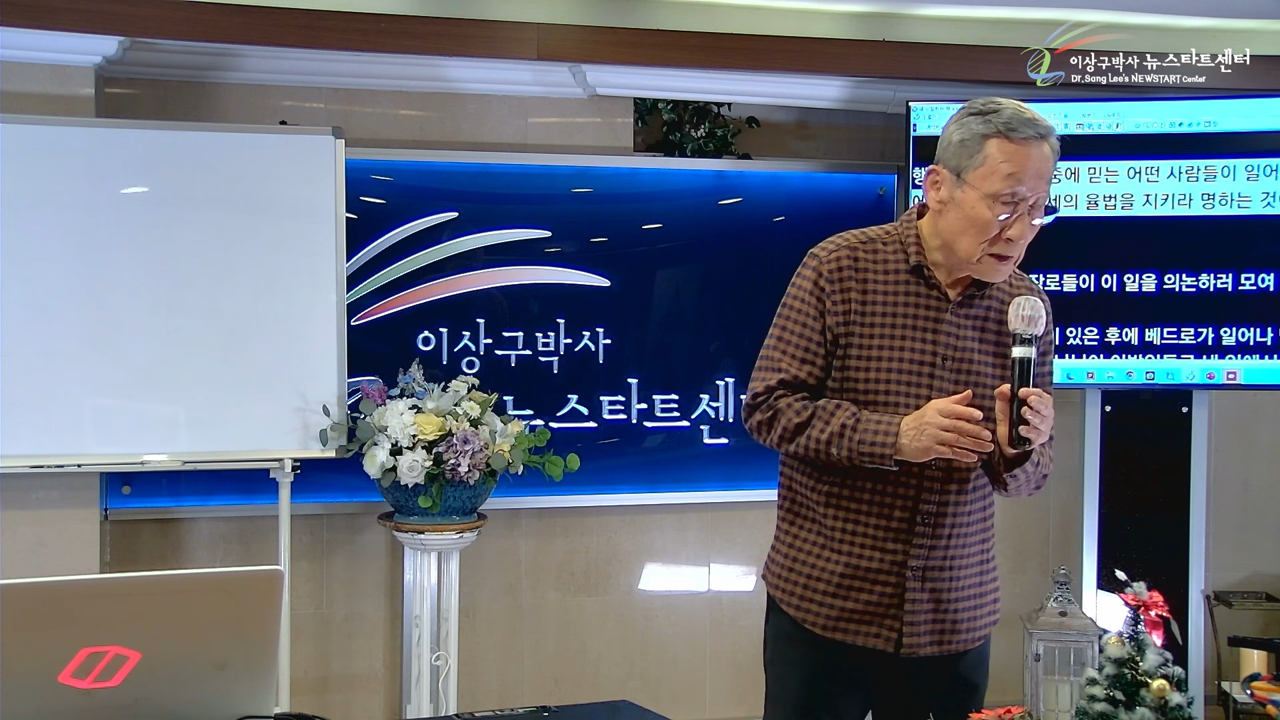 이상구박사 뉴스타트센터
Dr. Sang Lee's NEWSTART Center
중에 믿는 어떤 사람들이 일어
의 율법을 지키라 명하는 것
장로들이 이 일을 의논하러 모여
있은 후에 베드로가 일어나
이상구박사
뉴스타트센